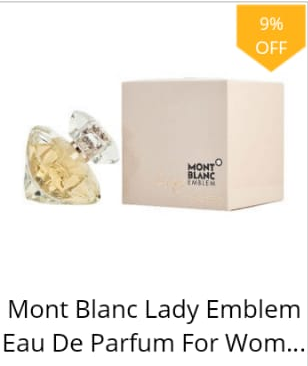 9%
OFF
MONT
BLANC
EMBLEM
Mont Blanc Lady Emblem
Eau De Parfum For Wom...